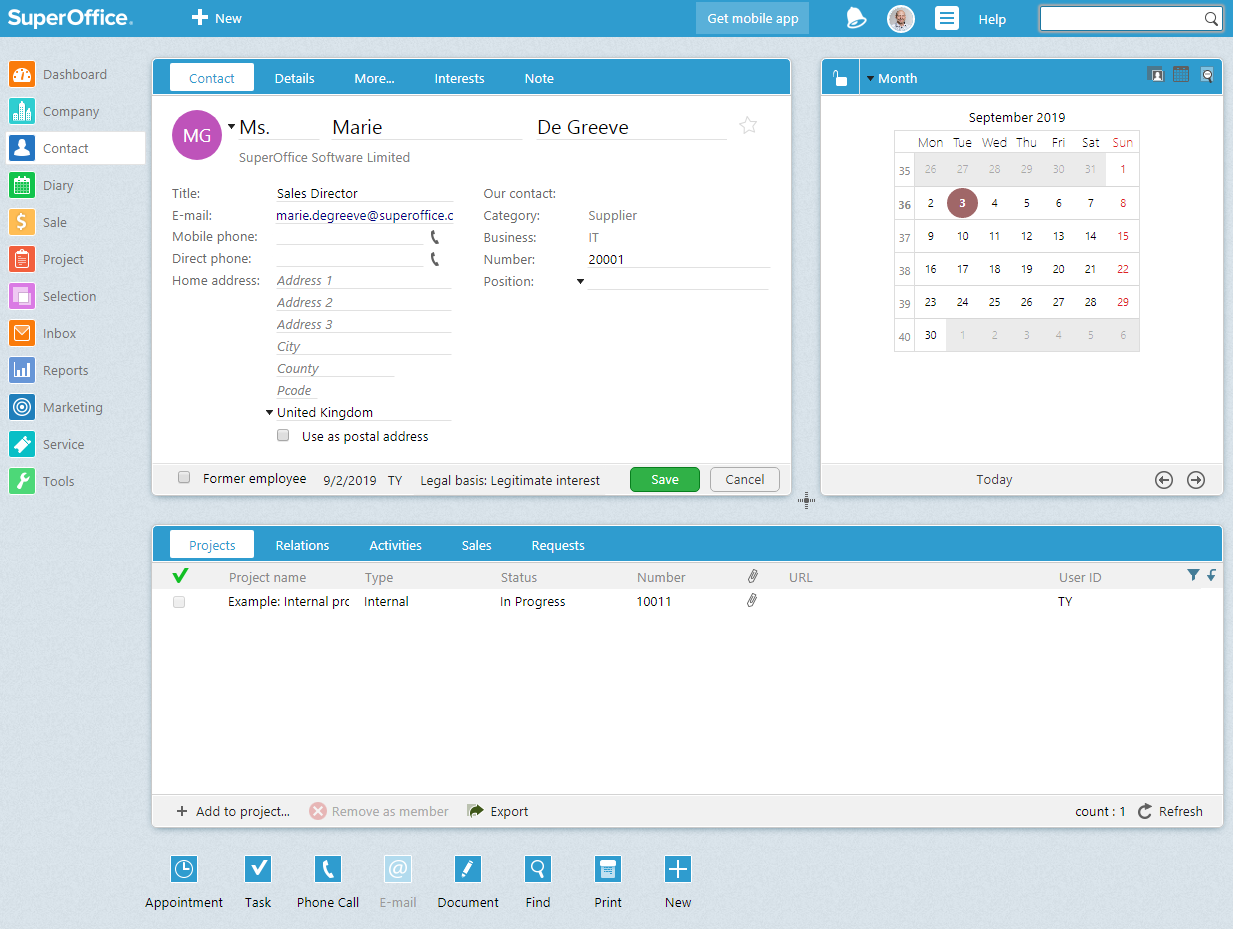 SuperOffice. New Get mobile app Help
Dashboard
Company
Contact
Diary
Sale
Project
Selection
Inbox
Reports
Marketing
Service
Tools
Contact Details More... Interests Note
MG Ms. Marie De Greeve
SuperOffice Software Limited
Title: Sales Director
E-mail: marie.degreeve@superoffice.c
Mobile phone:
Direct phone:
Home address: Address 1
Address 2
Address 3
City
County
Pcode
United Kingdom
Use as postal address
Our contact:
Category: Supplier
Business: IT
Number: 20001
Position:
Former employee 9/2/2019 TY Legal basis: Legitimate interest Save Cancel
Month
September 2019
Mon Tue Wed Thu Fri Sat Sun
35 26 27 28 29 30 31 1
36 2 3 4 5 6 7 8
37 9 10 11 12 13 14 15
38 16 17 18 19 20 21 22
39 23 24 25 26 27 28 29
40 30 1 2 3 4 5 6
Today
Projects Relations Activities Sales Requests
Project name Type Status Number URL User ID
Example: Internal prc Internal In Progress 10011 TY
Add to project... Remove as member Export count : 1 Refresh
Appointment Task Phone Call E-mail Document Find Print New